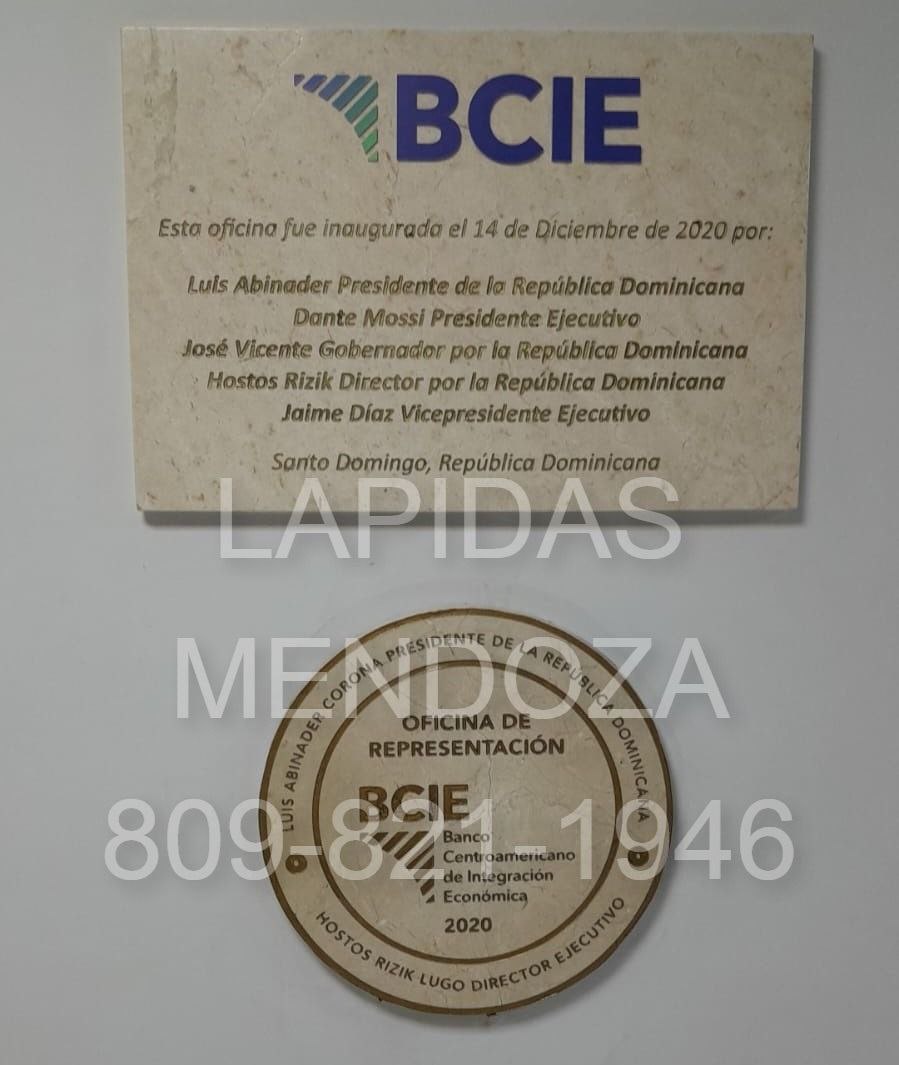 BCIE
Esta oficina fue inaugurada el 14 de Diciembre de 2020 por:
Luis Abinader Presidente de la República Dominicana
Dante Mossi Presidente Ejecutivo
José Vicente Gobernador por la República Dominicana
Hostos Rizik Director por la República Dominicana
Jaime Díaz Vicepresidente Ejecutivo
Santo Domingo, República Dominicana
LAPIDAS
MENDOZA
809-821-1946
LUIS ABINADER CORONA PRESIDENTE DE LA REPÚBLICA DOMINICANA
OFICINA DE
REPRESENTACIÓN
BCIE
Banco
Centroamericano
de Integración
Económica
2020
HOSTOS RIZIK LUGO DIRECTOR EJECUTIVO